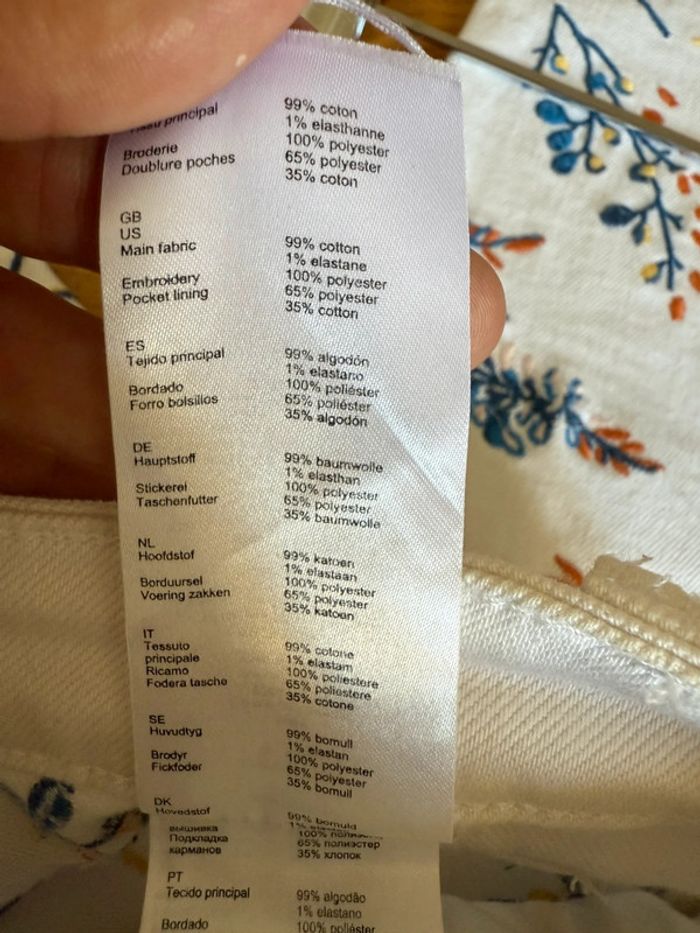 principal 99% coton
1% elasthanne
Broderie 100% polyester
Doublure poches 65% polyester
35% coton
GB
US
Main fabric 99% cotton
1% elastane
Embroidery 100% polyester
Pocket lining 65% polyester
35% cotton
ES
Tejido principal 99% algodón
1% elastano
Bordado 100% poliéster
Forro bolsillos 65% poliéster
35% algodón
DE
Hauptstoff 99% baumwolle
1% elasthan
Stickerei 100% polyester
Taschenfutter 65% polyester
35% baumwolle
NL
Hoofdstof 99% katoen
1% elastaan
Borduursel 100% polyester
Voering zakken 65% polyester
35% katoen
IT
Tessuto 99% cotone
principale 1% elastam
Ricamo 100% poliestere
Fodera tasche 65% poliestere
35% cotone
SE
Huvudtyg 99% bomull
1% elastan
Brodyr 100% polyester
Fickfoder 65% polyester
35% bomull
DK
Hovedstof 99% bomuld
вышивка 1%
Подкладка 100%
карманов 65% полиэстер
35% хлопок
PT
Tecido principal 99% algodão
1% elastano
Bordado 100% poliéster